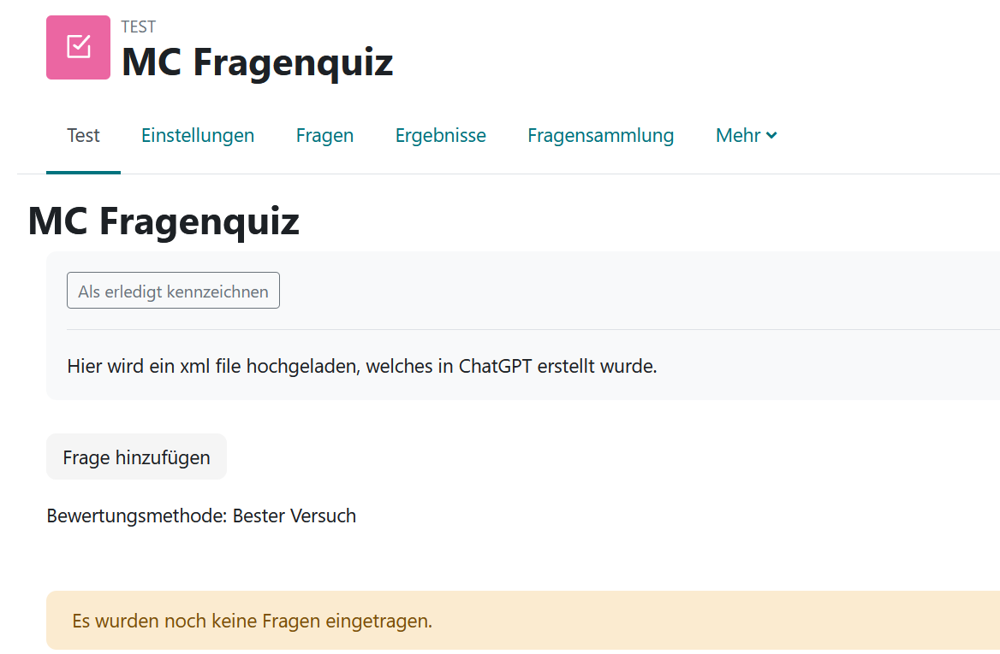 TEST
MC Fragenquiz
Test Einstellungen Fragen Ergebnisse Fragensammlung Mehr
MC Fragenquiz
Als erledigt kennzeichnen
Hier wird ein xml file hochgeladen, welches in ChatGPT erstellt wurde.
Frage hinzufügen
Bewertungsmethode: Bester Versuch
Es wurden noch keine Fragen eingetragen.